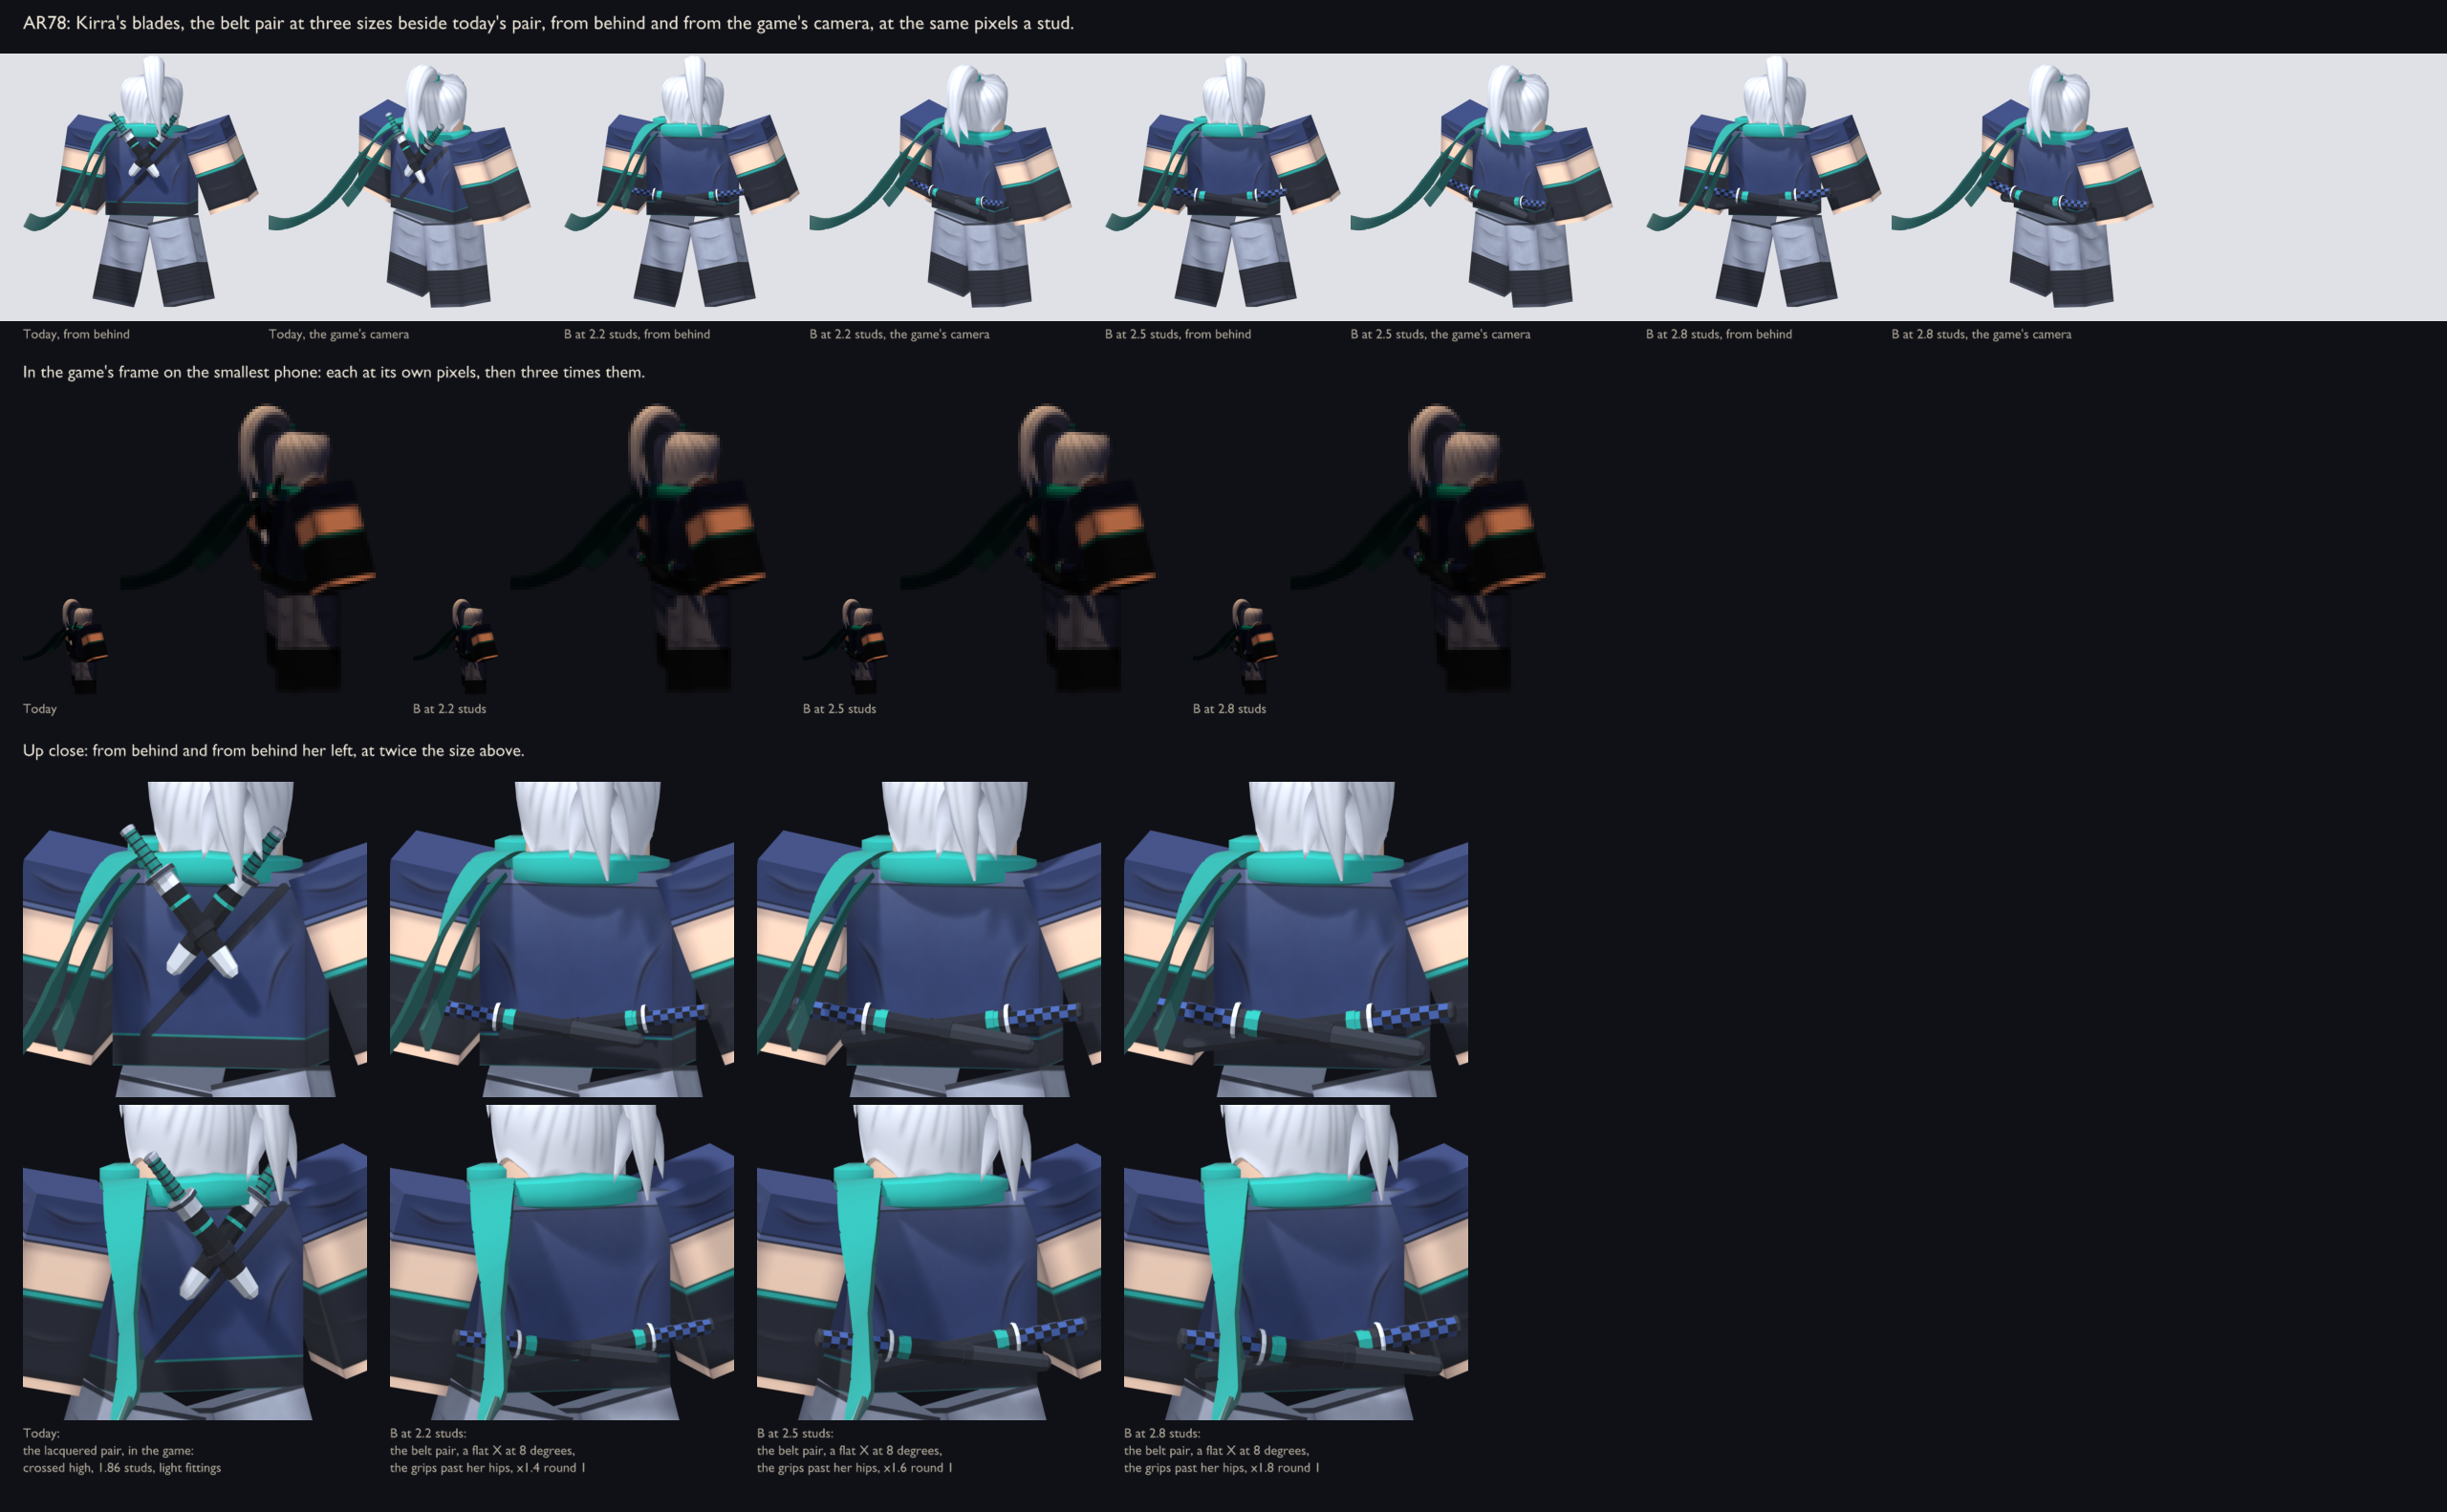 AR78: Kirra's blades, the belt pair at three sizes beside today's pair, from behind and from the game's camera, at the same pixels a stud.
Today, from behind
Today, the game's camera
B at 2.2 studs, from behind
B at 2.2 studs, the game's camera
B at 2.5 studs, from behind
B at 2.5 studs, the game's camera
B at 2.8 studs, from behind
B at 2.8 studs, the game's camera
In the game's frame on the smallest phone: each at its own pixels, then three times them.
Today
B at 2.2 studs
B at 2.5 studs
B at 2.8 studs
Up close: from behind and from behind her left, at twice the size above.
Today:
the lacquered pair, in the game:
crossed high, 1.86 studs, light fittings
B at 2.2 studs:
the belt pair, a flat X at 8 degrees,
the grips past her hips, x1.4 round 1
B at 2.5 studs:
the belt pair, a flat X at 8 degrees,
the grips past her hips, x1.6 round 1
B at 2.8 studs:
the belt pair, a flat X at 8 degrees,
the grips past her hips, x1.8 round 1